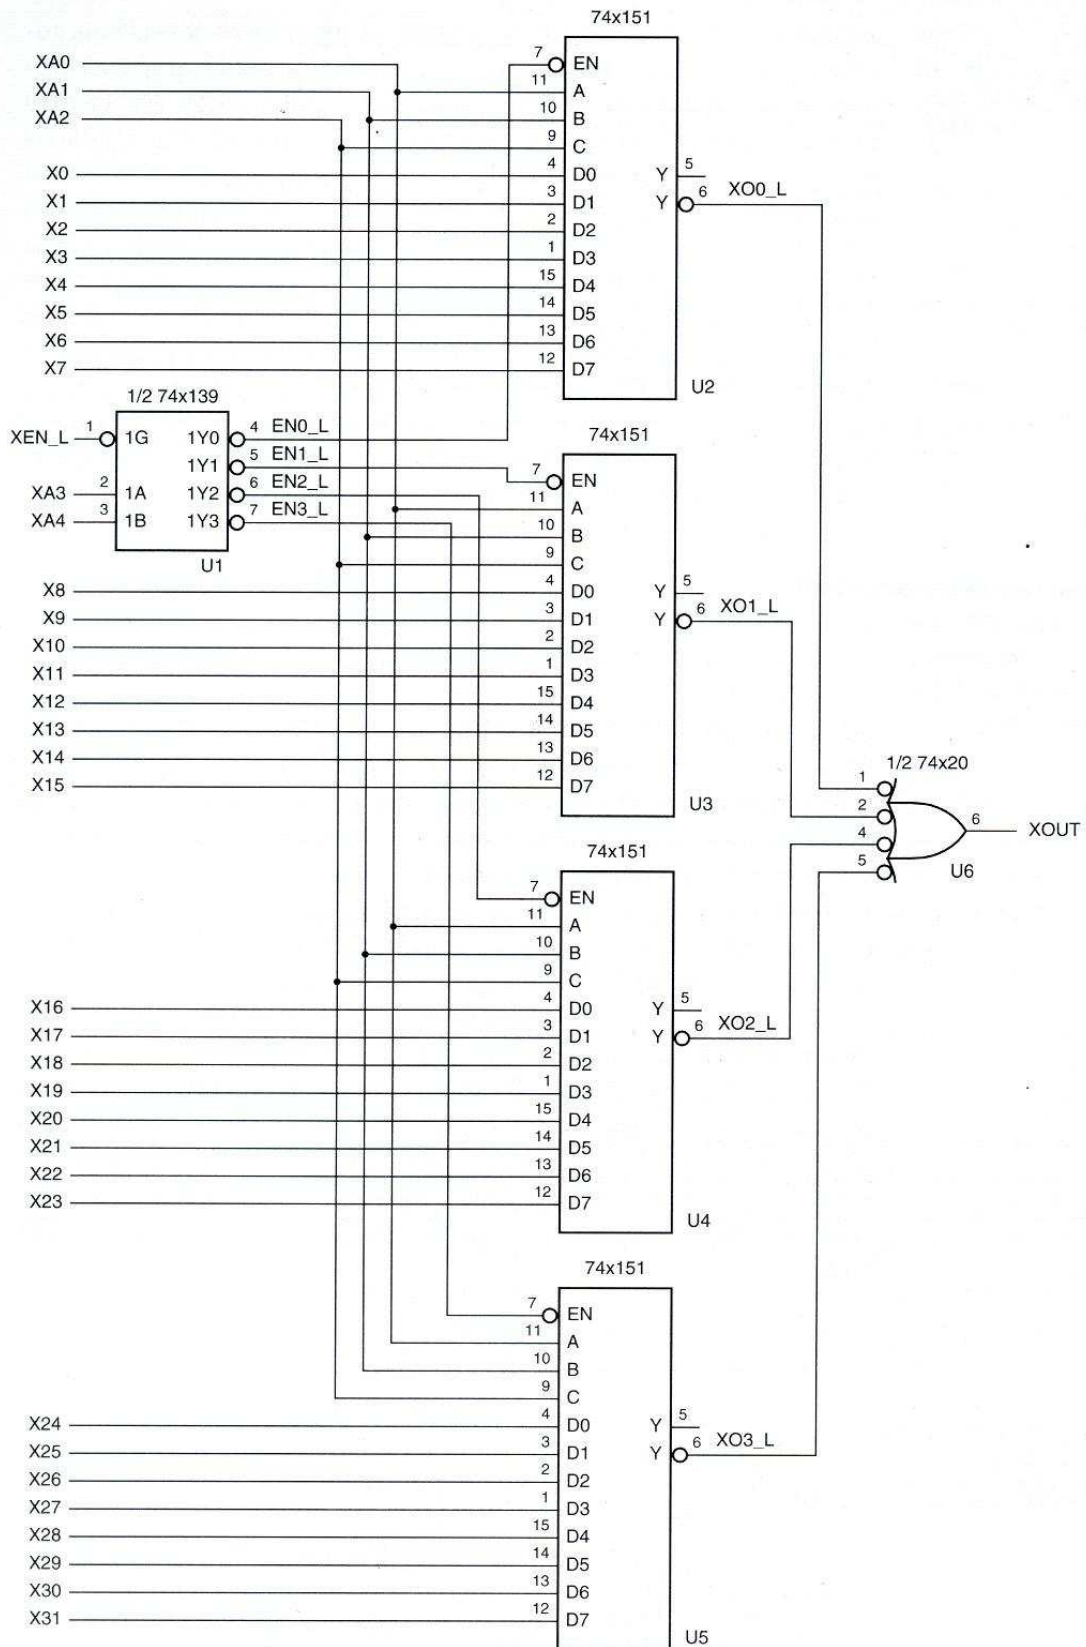 74x151
XA0
7
EN
XA1
11
A
XA2
10
B
9
C
X0
4
D0
Y
5
X1
3
D1
Y
6
XO0_L
X2
2
D2
X3
1
D3
X4
15
D4
X5
14
D5
X6
13
D6
X7
12
D7
U2
1/2 74x139
XEN_L
1
1G
1Y0
4
EN0_L
1Y1
5
EN1_L
XA3
2
1A
1Y2
6
EN2_L
XA4
3
1B
1Y3
7
EN3_L
U1
74x151
7
EN
11
A
10
B
9
C
X8
4
D0
Y
5
X9
3
D1
Y
6
XO1_L
X10
2
D2
X11
1
D3
X12
15
D4
X13
14
D5
X14
13
D6
X15
12
D7
U3
1/2 74x20
1
2
4
5
6
XOUT
U6
74x151
7
EN
11
A
10
B
9
C
X16
4
D0
Y
5
X17
3
D1
Y
6
XO2_L
X18
2
D2
X19
1
D3
X20
15
D4
X21
14
D5
X22
13
D6
X23
12
D7
U4
74x151
7
EN
11
A
10
B
9
C
X24
4
D0
Y
5
X25
3
D1
Y
6
XO3_L
X26
2
D2
X27
1
D3
X28
15
D4
X29
14
D5
X30
13
D6
X31
12
D7
U5